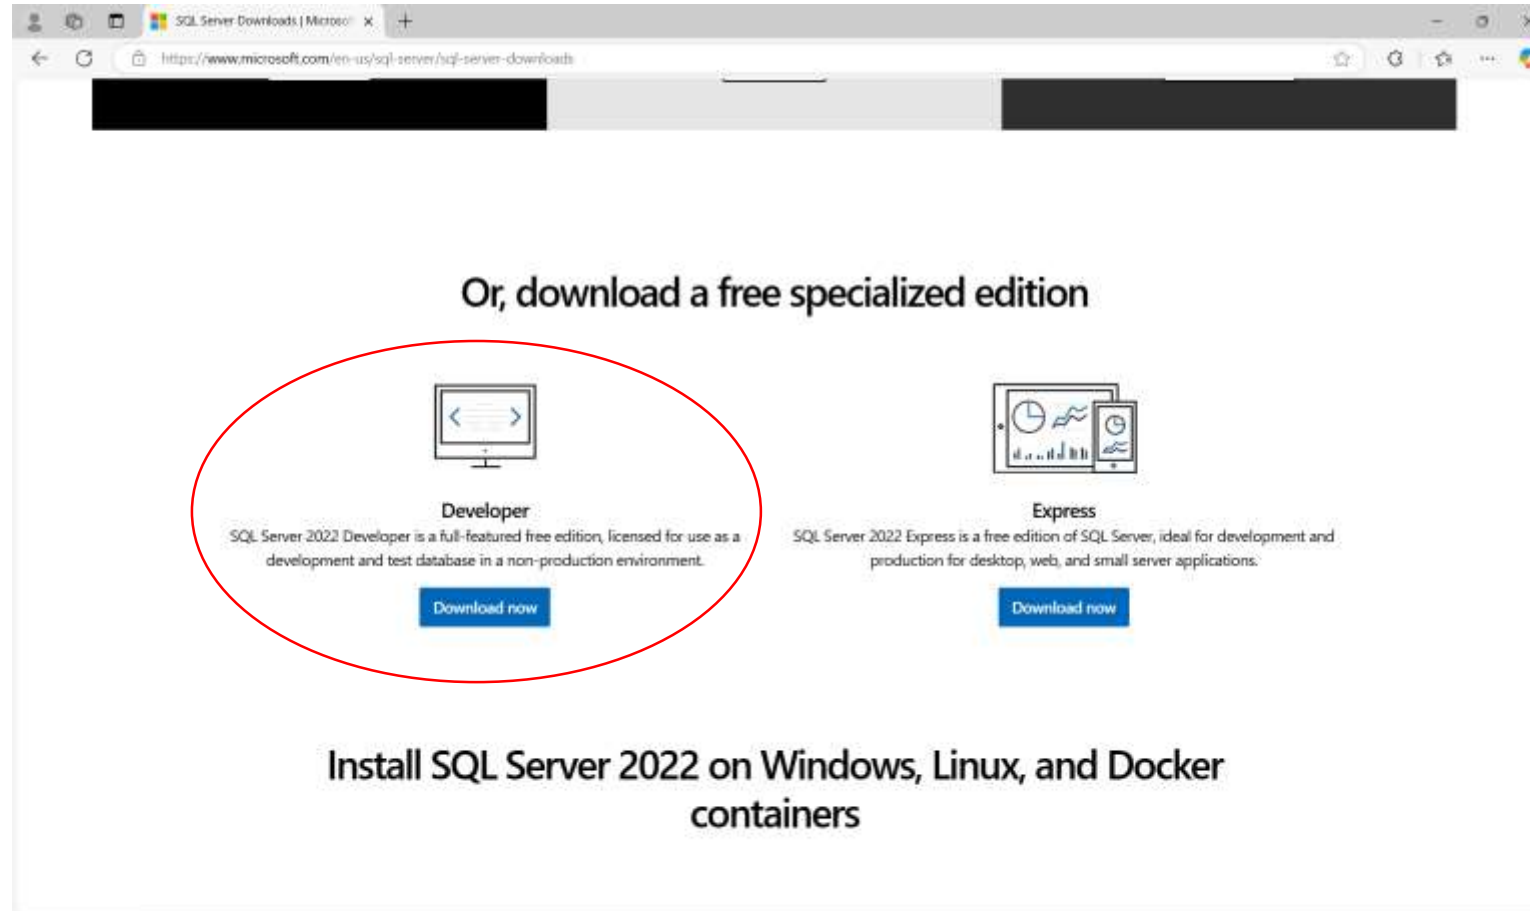 SQL Server Downloads | Microsof
https://www.microsoft.com/en-us/sql-server/sql-server-downloads
Or, download a free specialized edition
Developer
SQL Server 2022 Developer is a full-featured free edition, licensed for use as a
development and test database in a non-production environment.
Download now
Express
SQL Server 2022 Express is a free edition of SQL Server, ideal for development and
production for desktop, web, and small server applications.
Download now
Install SQL Server 2022 on Windows, Linux, and Docker
containers